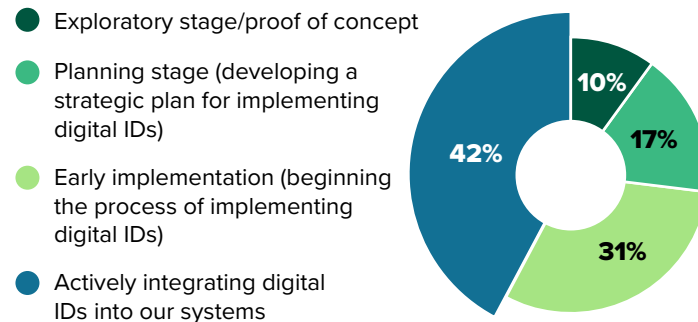 Exploratory stage/proof of concept
Planning stage (developing a
strategic plan for implementing
digital IDs)
Early implementation (beginning
the process of implementing
digital IDs)
Actively integrating digital
IDs into our systems
10%
17%
31%
42%